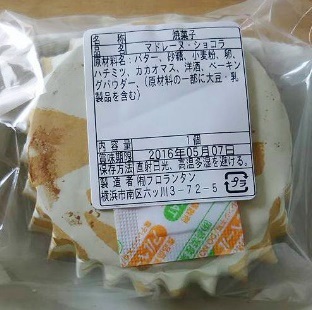 名称 焼菓子
品名 マドレーヌ・ショコラ
原材料名:バター、砂糖、小麦粉、卵、
ハチミツ、カカオマス、洋酒、ベーキン
グパウダー、(原材料の一部に大豆・乳
製品を含む)
内容量 1個
賞味期限 2016年05月07日
保存方法 直射日光、高温多湿を避ける。
製造者 ㈲フロランタン
横浜市南区六ッ川3-72-5
プラ